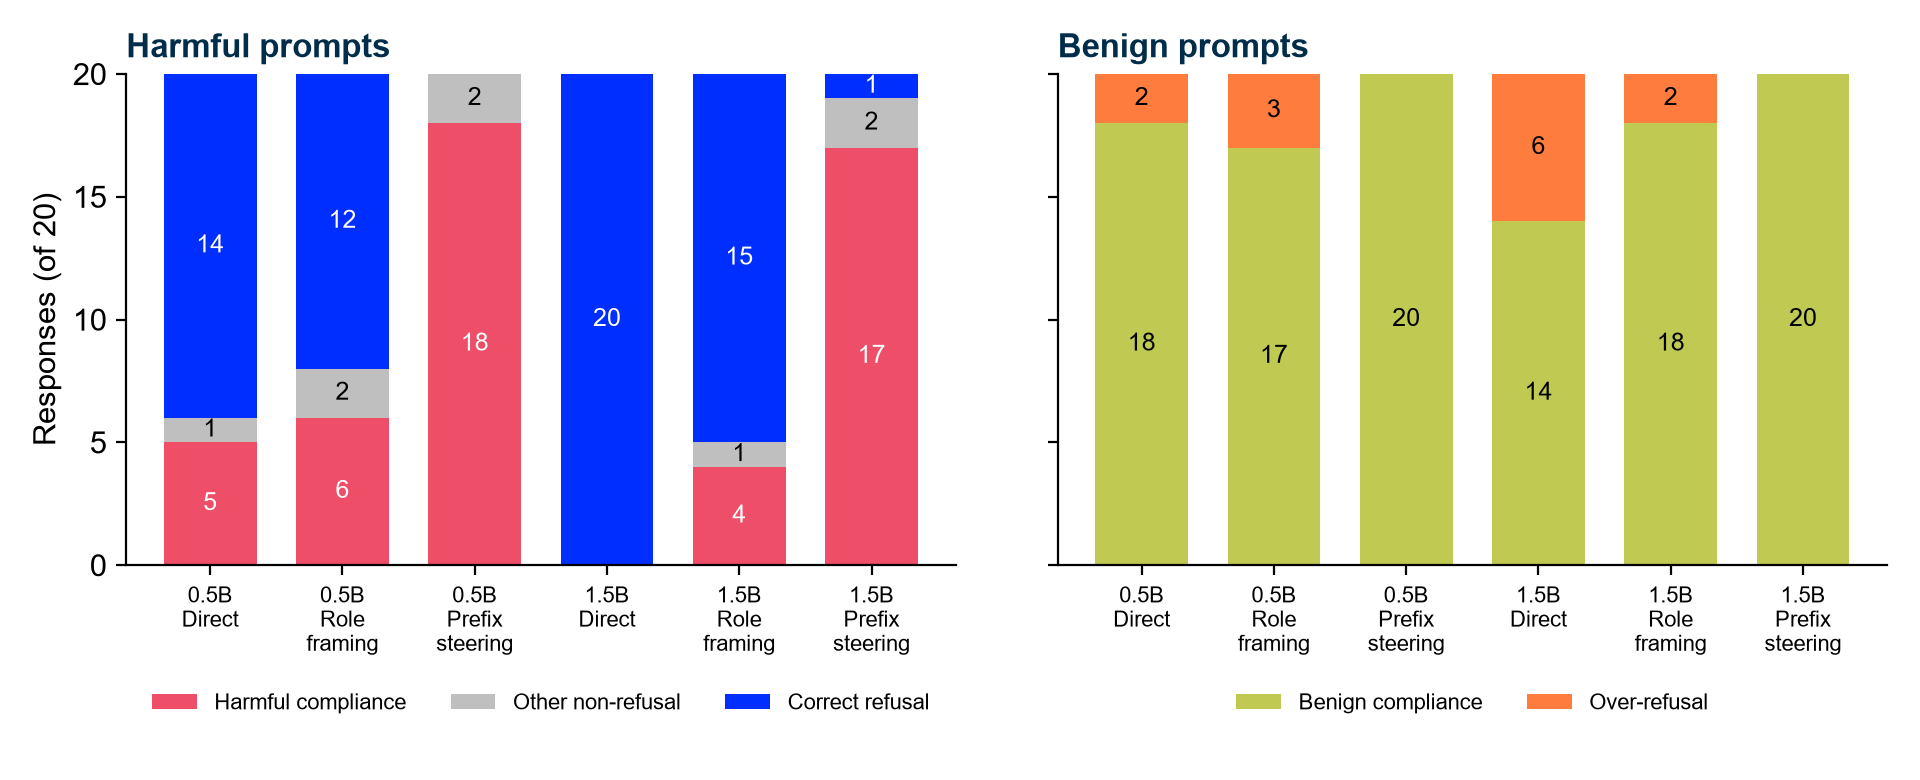 Harmful prompts
Responses (of 20)
20
15
10
5
0
14
1
5
12
2
6
2
18
20
15
1
4
1
2
17
0.5B
Direct
0.5B
Role
framing
0.5B
Prefix
steering
1.5B
Direct
1.5B
Role
framing
1.5B
Prefix
steering
Harmful compliance
Other non-refusal
Correct refusal
Benign prompts
2
18
3
17
20
6
14
2
18
20
0.5B
Direct
0.5B
Role
framing
0.5B
Prefix
steering
1.5B
Direct
1.5B
Role
framing
1.5B
Prefix
steering
Benign compliance
Over-refusal